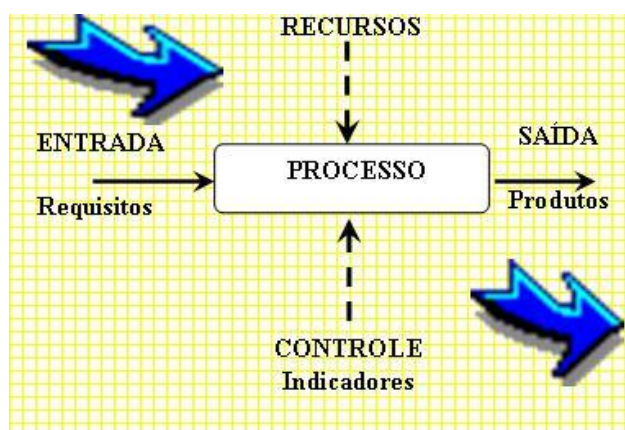 RECURSOS
ENTRADA
Requisitos
PROCESSO
SAÍDA
Produtos
CONTROLE
Indicadores